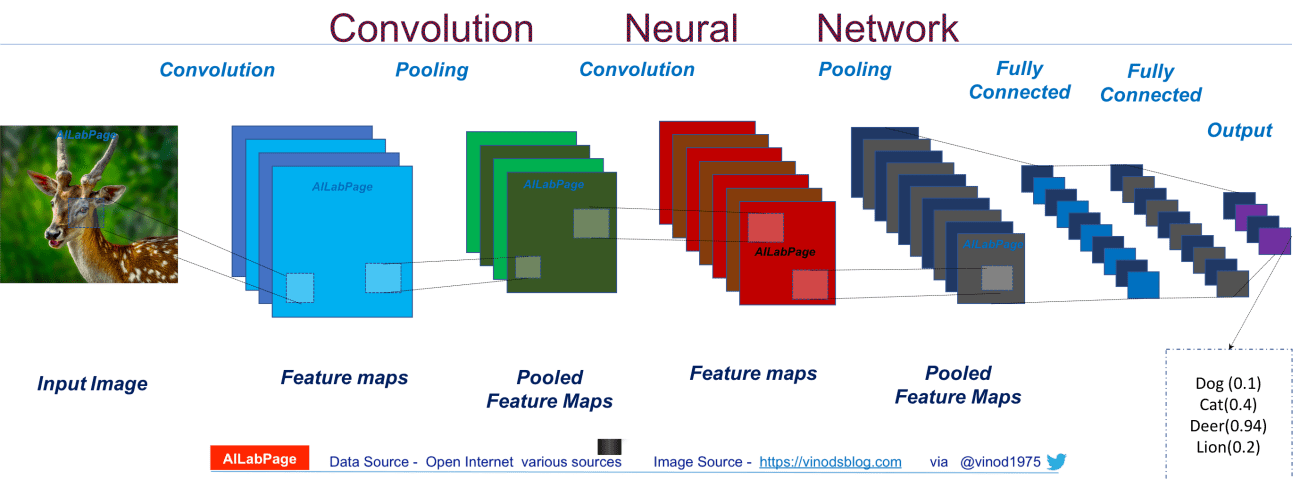 Convolution Neural Network
Convolution
Pooling
Convolution
Pooling
Fully
Connected
Fully
Connected
Output
AILabPage
AILabPage
AILabPage
AILabPage
AILabPage
Input Image
Feature maps
Pooled
Feature Maps
Feature maps
Pooled
Feature Maps
Dog (0.1)
Cat(0.4)
Deer(0.94)
Lion(0.2)
AILabPage
Data Source - Open Internet various sources Image Source - https://vinodsblog.com via @vinod1975